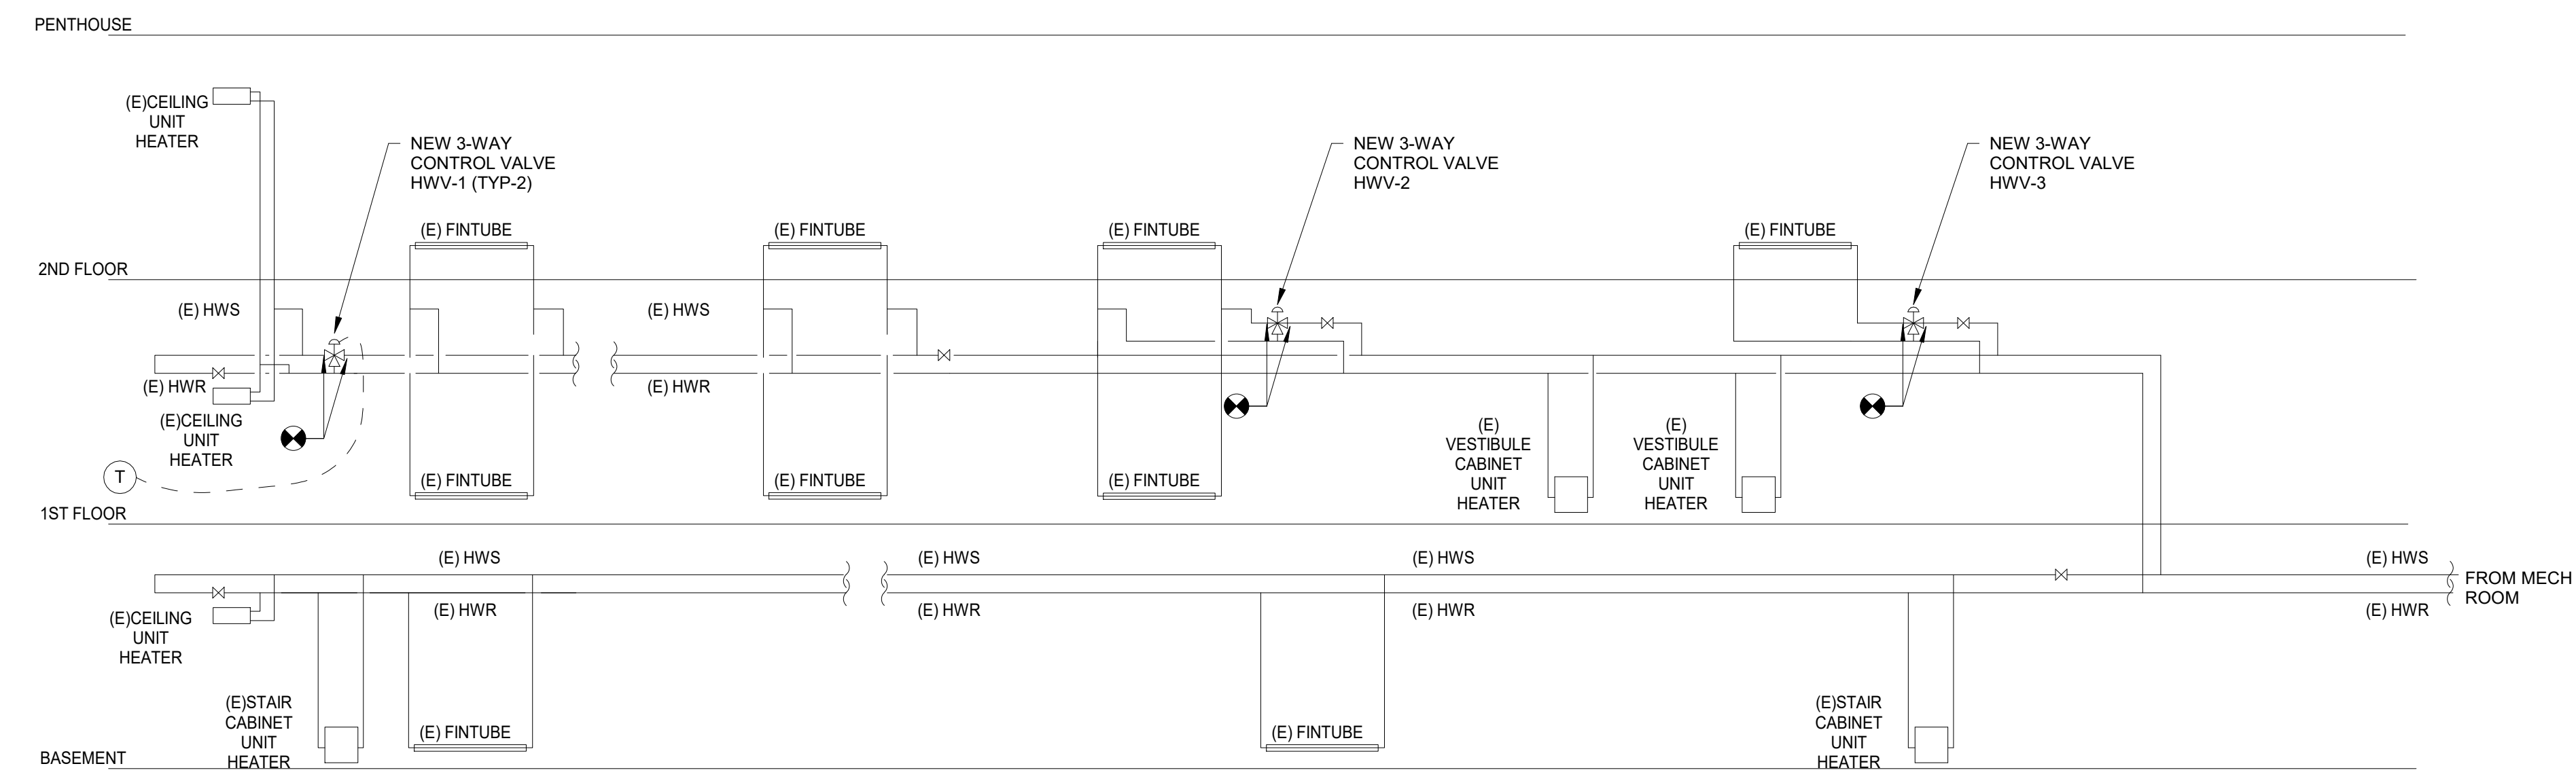 PENTHOUSE
(E)CEILING
UNIT
HEATER
NEW 3-WAY
CONTROL VALVE
HWV-1 (TYP-2)
NEW 3-WAY
CONTROL VALVE
HWV-2
NEW 3-WAY
CONTROL VALVE
HWV-3
(E) FINTUBE
(E) FINTUBE
(E) FINTUBE
(E) FINTUBE
2ND FLOOR
(E) HWS
(E) HWS
(E) HWR
(E) HWR
(E)CEILING
UNIT
HEATER
(E)
VESTIBULE
CABINET
UNIT
HEATER
(E)
VESTIBULE
CABINET
UNIT
HEATER
T
(E) FINTUBE
(E) FINTUBE
(E) FINTUBE
1ST FLOOR
(E) HWS
(E) HWS
(E) HWS
(E) HWS
FROM MECH
ROOM
(E) HWR
(E) HWR
(E) HWR
(E) HWR
(E)CEILING
UNIT
HEATER
(E)STAIR
CABINET
UNIT
HEATER
(E) FINTUBE
(E) FINTUBE
(E)STAIR
CABINET
UNIT
HEATER
BASEMENT